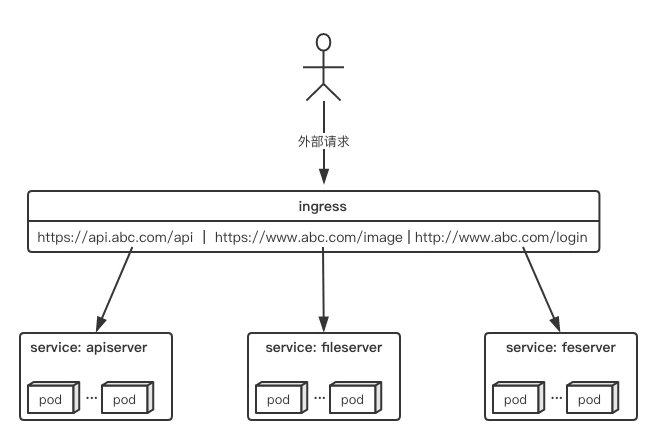 外部请求
ingress
https://api.abc.com/api | https://www.abc.com/image | http://www.abc.com/login
service: apiserver
pod ... pod
service: fileserver
pod ... pod
service: feserver
pod ... pod